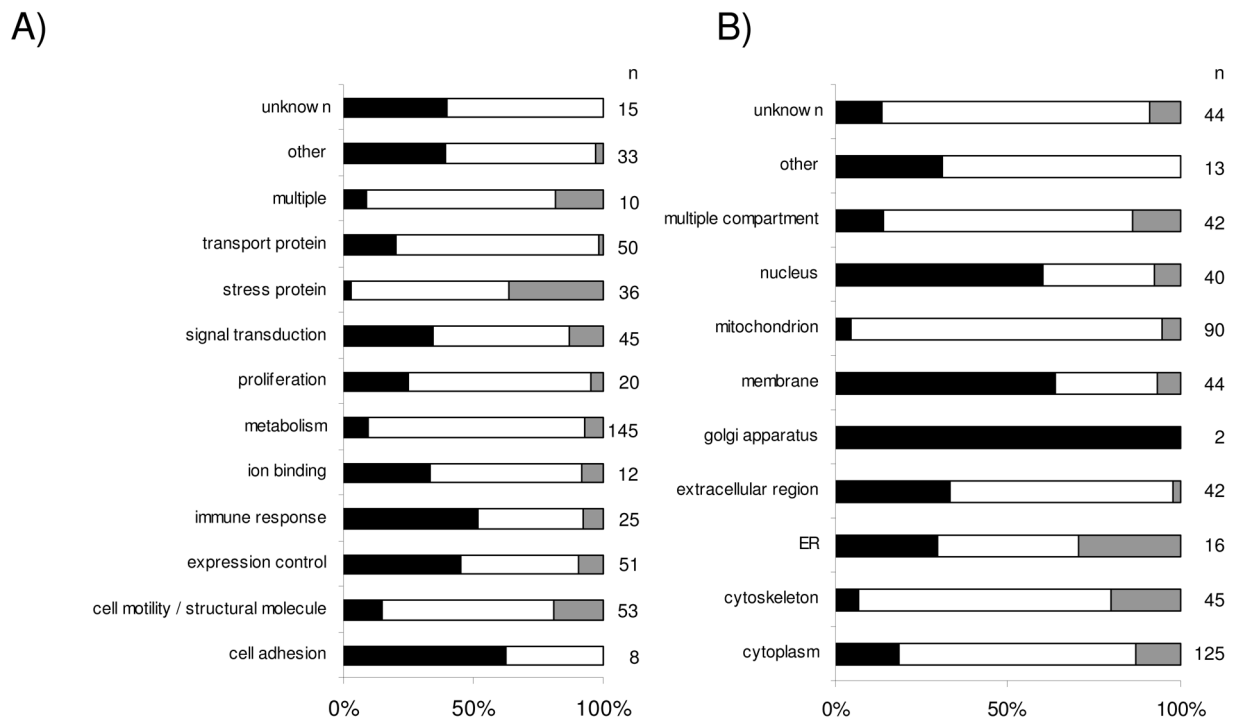 A)
n
unknown 15
other 33
multiple 10
transport protein 50
stress protein 36
signal transduction 45
proliferation 20
metabolism 145
ion binding 12
immune response 25
expression control 51
cell motility / structural molecule 53
cell adhesion 8
0% 50% 100%
B)
n
unknown 44
other 13
multiple compartment 42
nucleus 40
mitochondrion 90
membrane 44
golgi apparatus 2
extracellular region 42
ER 16
cytoskeleton 45
cytoplasm 125
0% 50% 100%